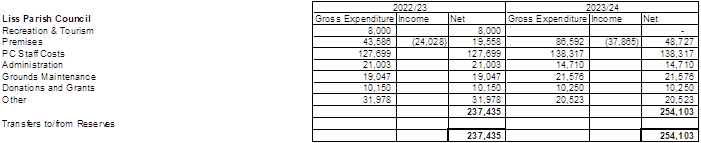 2022/23 2023/24
Liss Parish Council Gross Expenditure Income Net Gross Expenditure Income Net
Recreation & Tourism 8,000 8,000 -
Premises 43,586 (24,028) 19,558 86,592 (37,865) 48,727
PC Staff Costs 127,699 127,699 138,317 138,317
Administration 21,003 21,003 14,710 14,710
Grounds Maintenance 19,047 19,047 21,576 21,576
Donations and Grants 10,150 10,150 10,250 10,250
Other 31,978 31,978 20,523 20,523
237,435 254,103
Transfers to/from Reserves
237,435 254,103